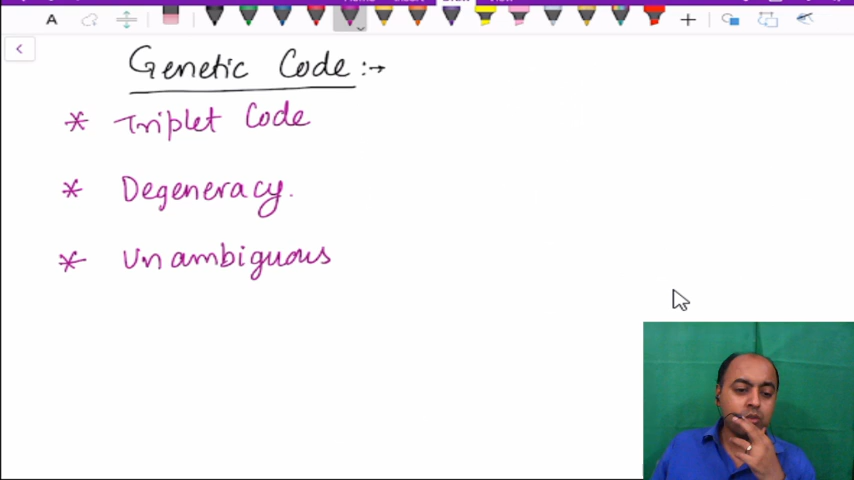 A
Genetic Code :→
* Triplet Code
* Degeneracy.
* Unambiguous